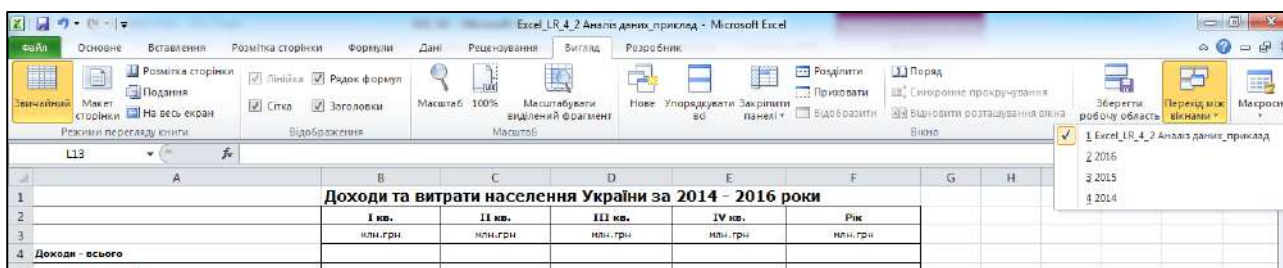 Excel_LR_4_2 Аналіз даних_приклад - Microsoft Excel
Файл Основне Вставлення Розмітка сторінки Формули Дані Рецензування Вигляд Розробник
Звичайний Макет сторінки Розмітка сторінки Подання На весь екран
Режими перегляду книги
Лінійка Рядок формул
Сітка Заголовки
Відображення
Масштаб 100% Масштабувати виділений фрагмент
Масштаб
Нове Упорядкувати всі Закріпити панелі Розділити Приховати Відобразити
Поряд
Синхронне прокручування
Відновити розташування вікна
Вікно
Зберегти робочу область Перехід між вікнами Макроси
1 Excel_LR_4_2 Аналіз даних_приклад
2 2016
3 2015
4 2014
L13 fx
A B C D E F G H
1 Доходи та витрати населення України за 2014 - 2016 роки
2 I кв. II кв. III кв. IV кв. Рік
3 млн.грн млн.грн млн.грн млн.грн млн.грн
4 Доходи - всього